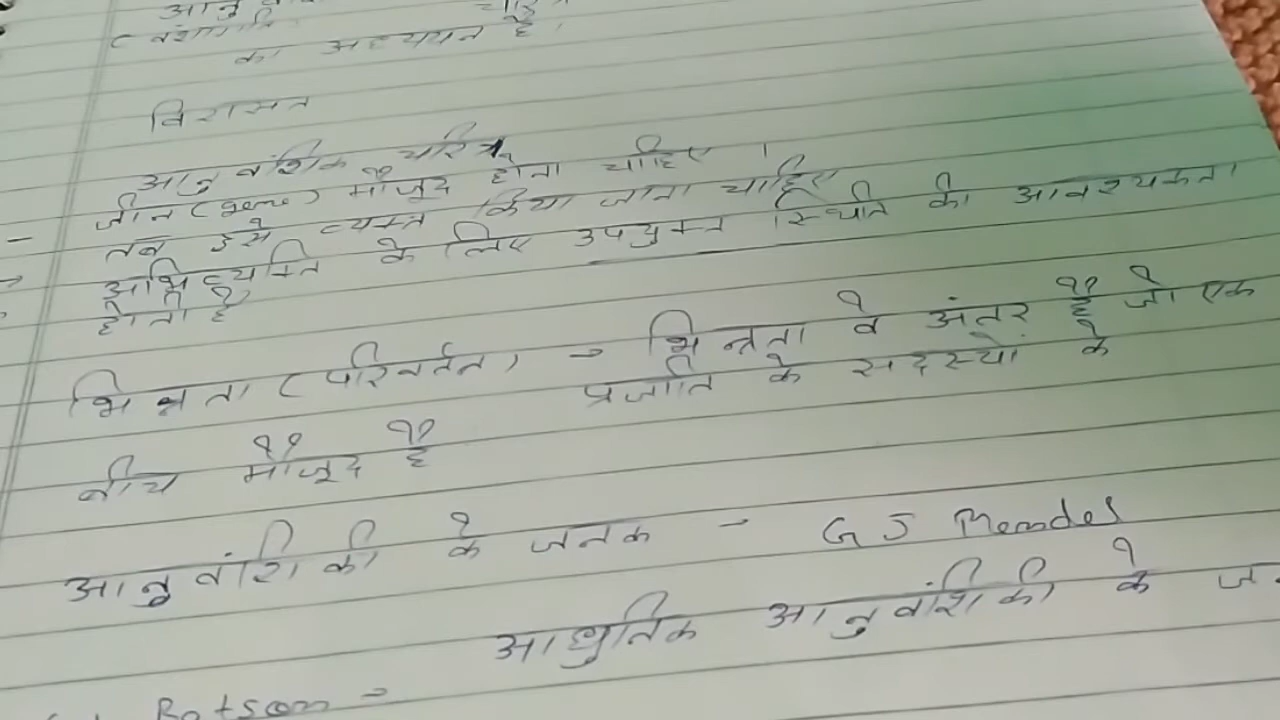 आनु
का अध्ययन है।
विरासत
आनुवंशिक चरित्र
जीन (gene) मौजूद होना चाहिए ।
तब इसे व्यक्त किया जाना चाहिए
अभिव्यक्ति के लिए उपयुक्त स्थिति की आवश्यकता
होती है
भिन्नता (परिवर्तन) → भिन्नता वे अंतर हैं जो एक
प्रजाति के सदस्यों के
बीच मौजूद हैं
आनुवंशिकी के जनक - G J Mendel
आधुनिक आनुवंशिकी के ज
Batson =